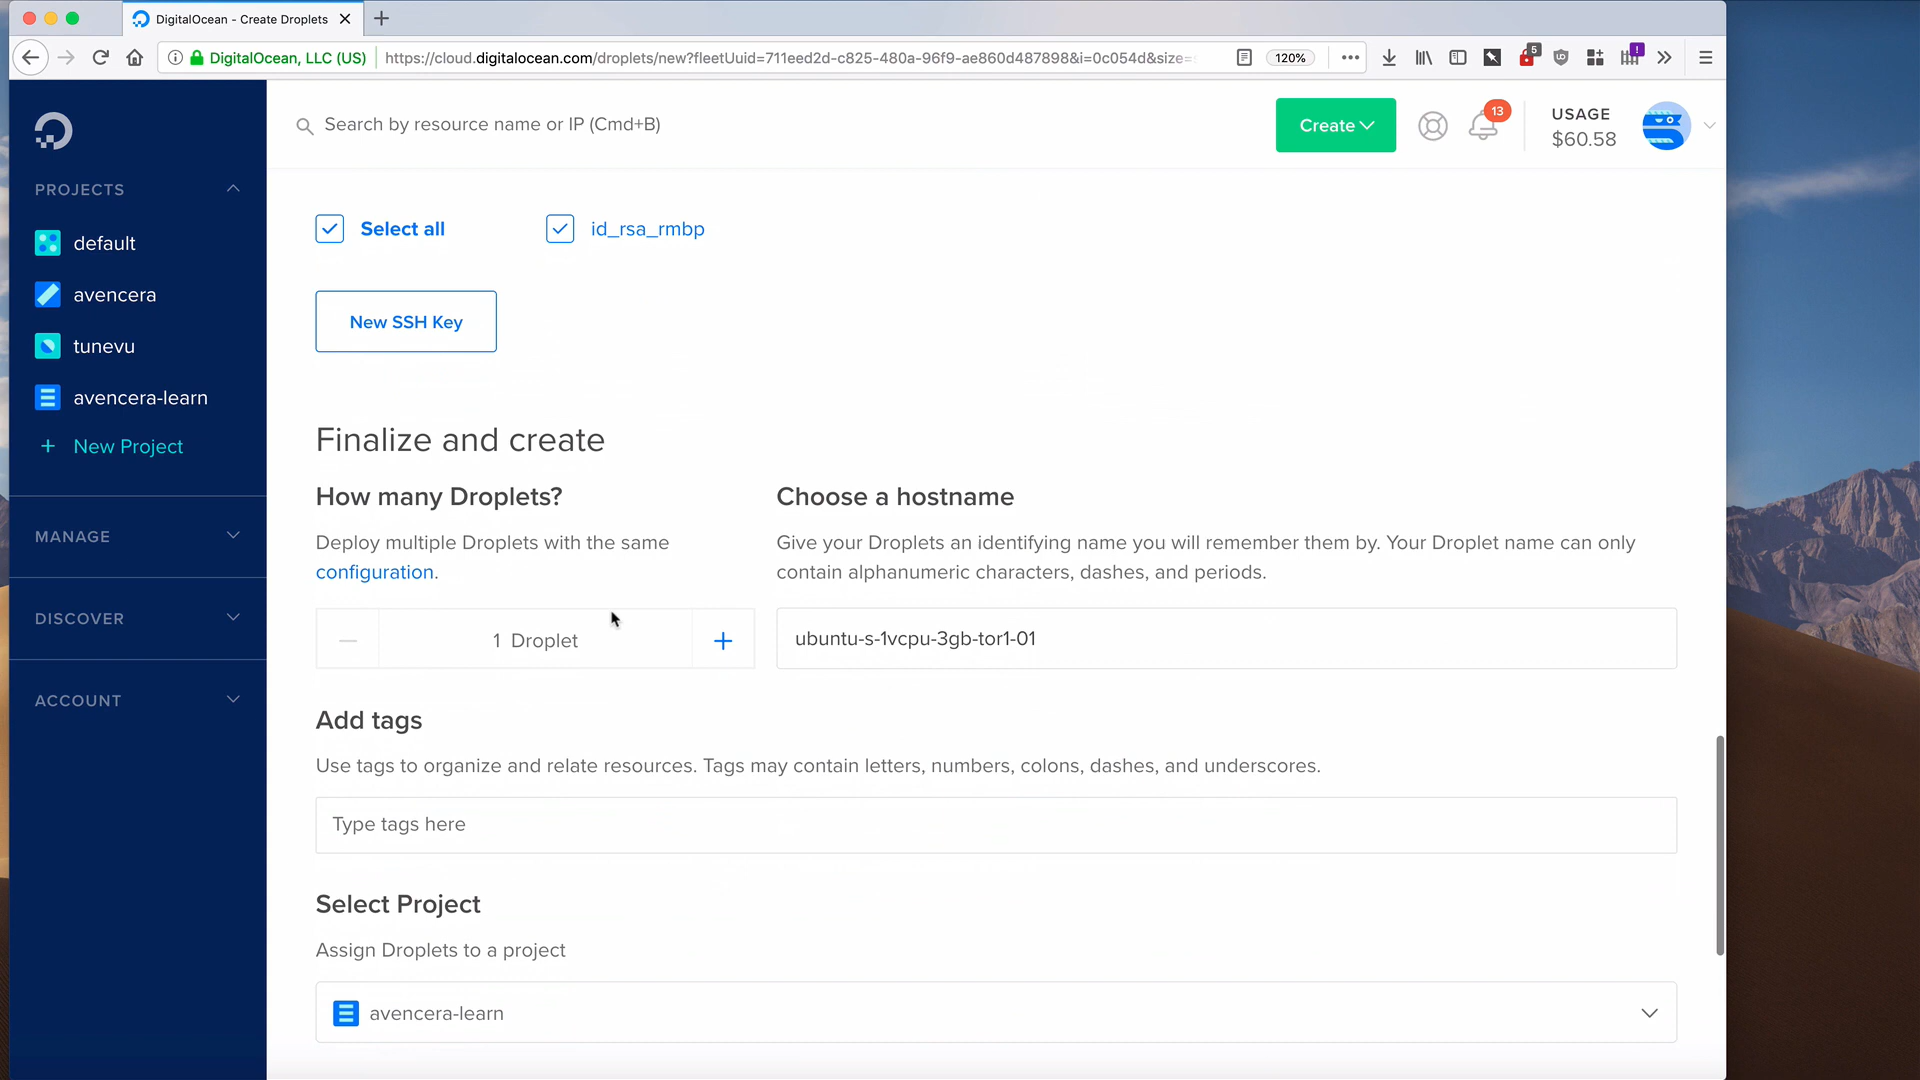 DigitalOcean - Create Droplets
DigitalOcean, LLC (US)
https://cloud.digitalocean.com/droplets/new?fleetUuid=711eed2d-c825-480a-96f9-ae860d487898&i=0c054d&size=
120%
5
!
Search by resource name or IP (Cmd+B)
Create
13
USAGE
$60.58
PROJECTS
default
avencera
tunevu
avencera-learn
+ New Project
MANAGE
DISCOVER
ACCOUNT
Select all
id_rsa_rmbp
New SSH Key
Finalize and create
How many Droplets?
Deploy multiple Droplets with the same
configuration.
1 Droplet
Choose a hostname
Give your Droplets an identifying name you will remember them by. Your Droplet name can only
contain alphanumeric characters, dashes, and periods.
ubuntu-s-1vcpu-3gb-tor1-01
Add tags
Use tags to organize and relate resources. Tags may contain letters, numbers, colons, dashes, and underscores.
Type tags here
Select Project
Assign Droplets to a project
avencera-learn